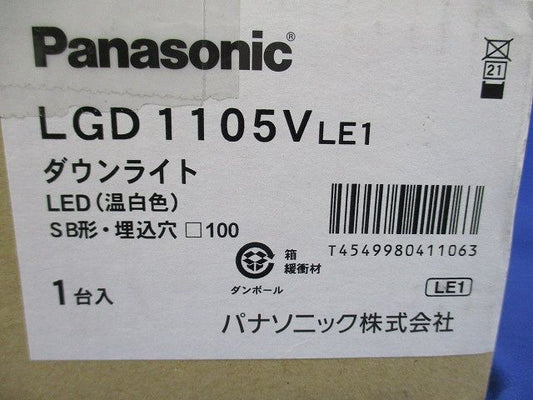 Panasonic®
LGD1105V LE1
ダウンライト
LED(温白色)
SB形・埋込穴 □100
1台入
箱
緩衝材
ダンボール
21
T4549980411063
LE1
パナソニック株式会社